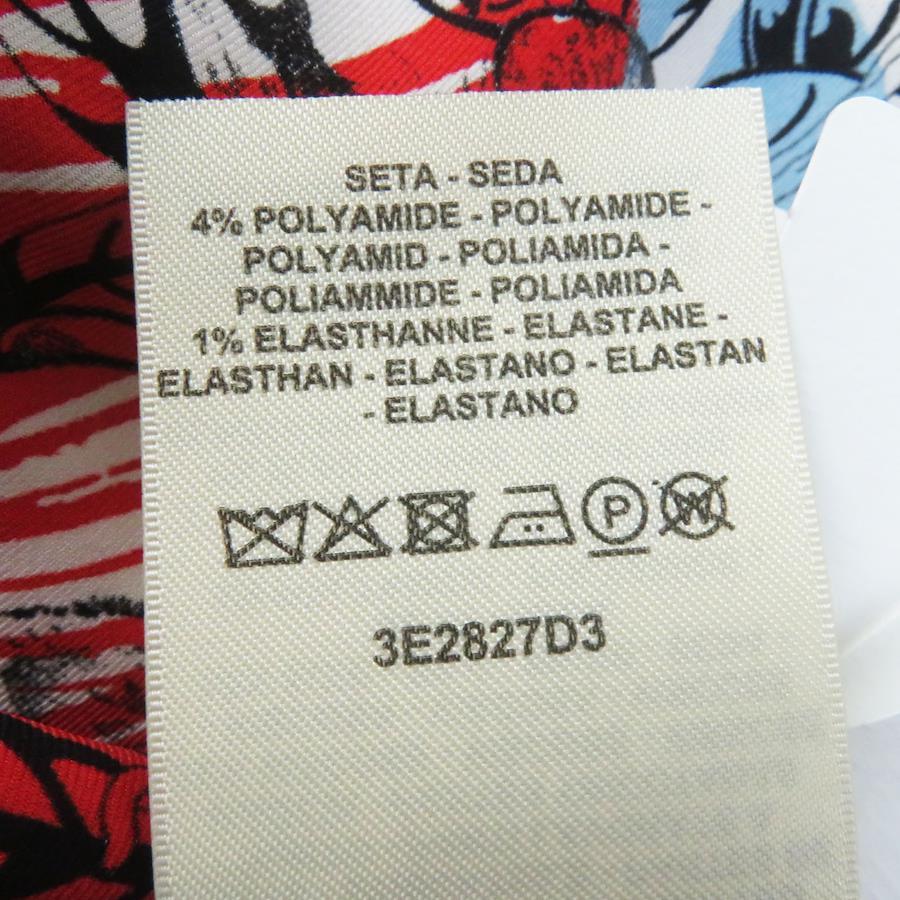 SETA - SEDA
4% POLYAMIDE - POLYAMIDE -
POLYAMID - POLIAMIDA -
POLIAMMIDE - POLIAMIDA
1% ELASTHANNE - ELASTANE -
ELASTHAN - ELASTANO - ELASTAN
- ELASTANO
P W
3E2827D3